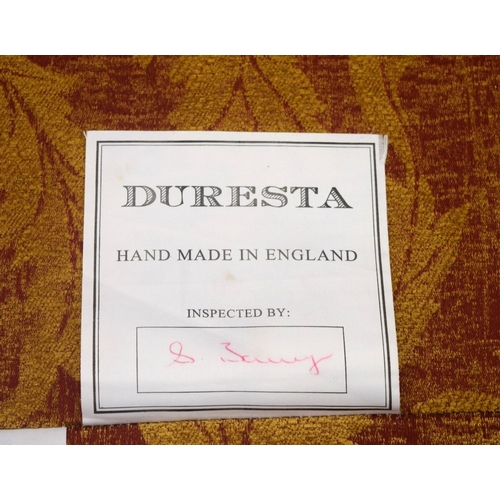 DURESTA
HAND MADE IN ENGLAND
INSPECTED BY:
S.